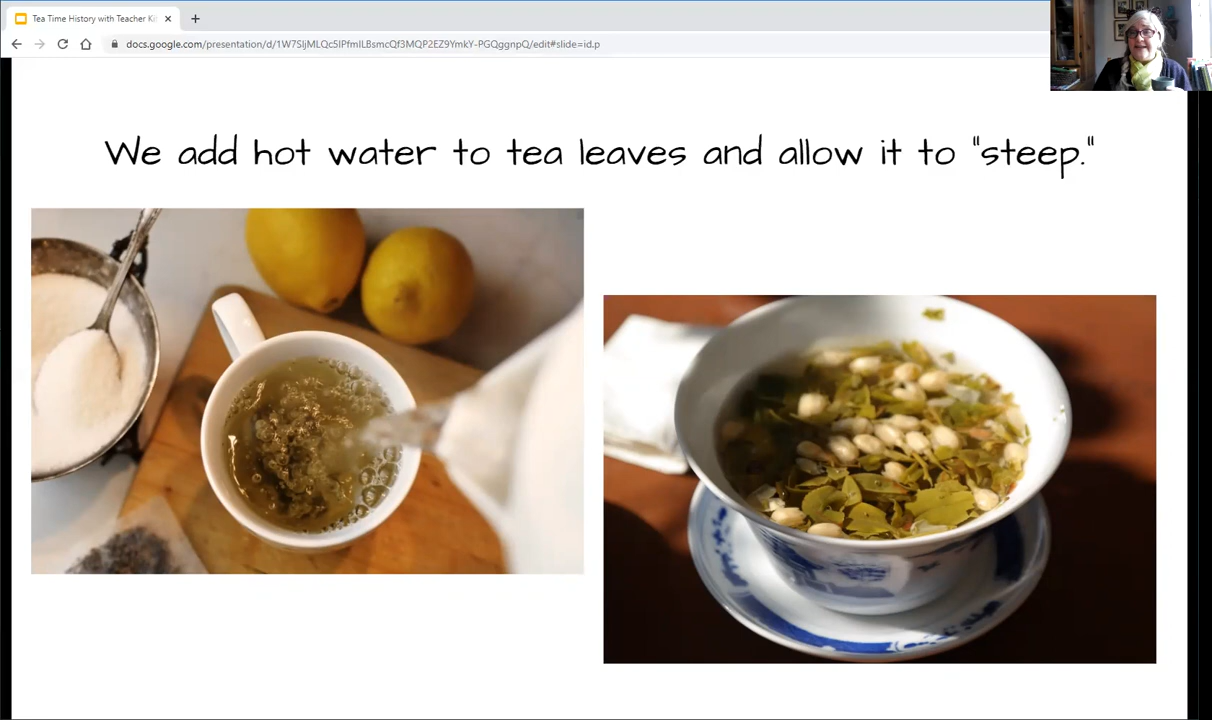 Tea Time History with Teacher Ki
docs.google.com/presentation/d/1W7SljMLQc5IPfmlLBsmcQf3MQP2EZ9YmkY-PGQggnpQ/edit#slide=id.p
We add hot water to tea leaves and allow it to "steep."